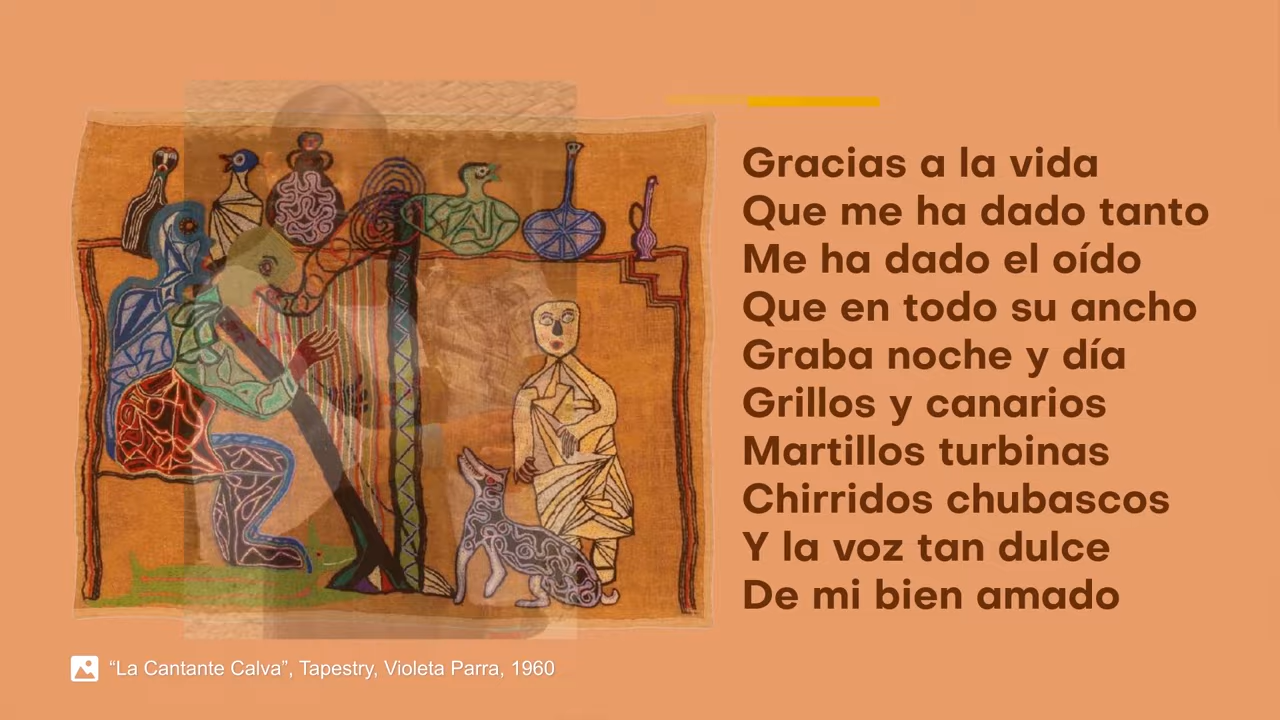 Gracias a la vida
Que me ha dado tanto
Me ha dado el oído
Que en todo su ancho
Graba noche y día
Grillos y canarios
Martillos turbinas
Chirridos chubascos
Y la voz tan dulce
De mi bien amado
“La Cantante Calva”, Tapestry, Violeta Parra, 1960